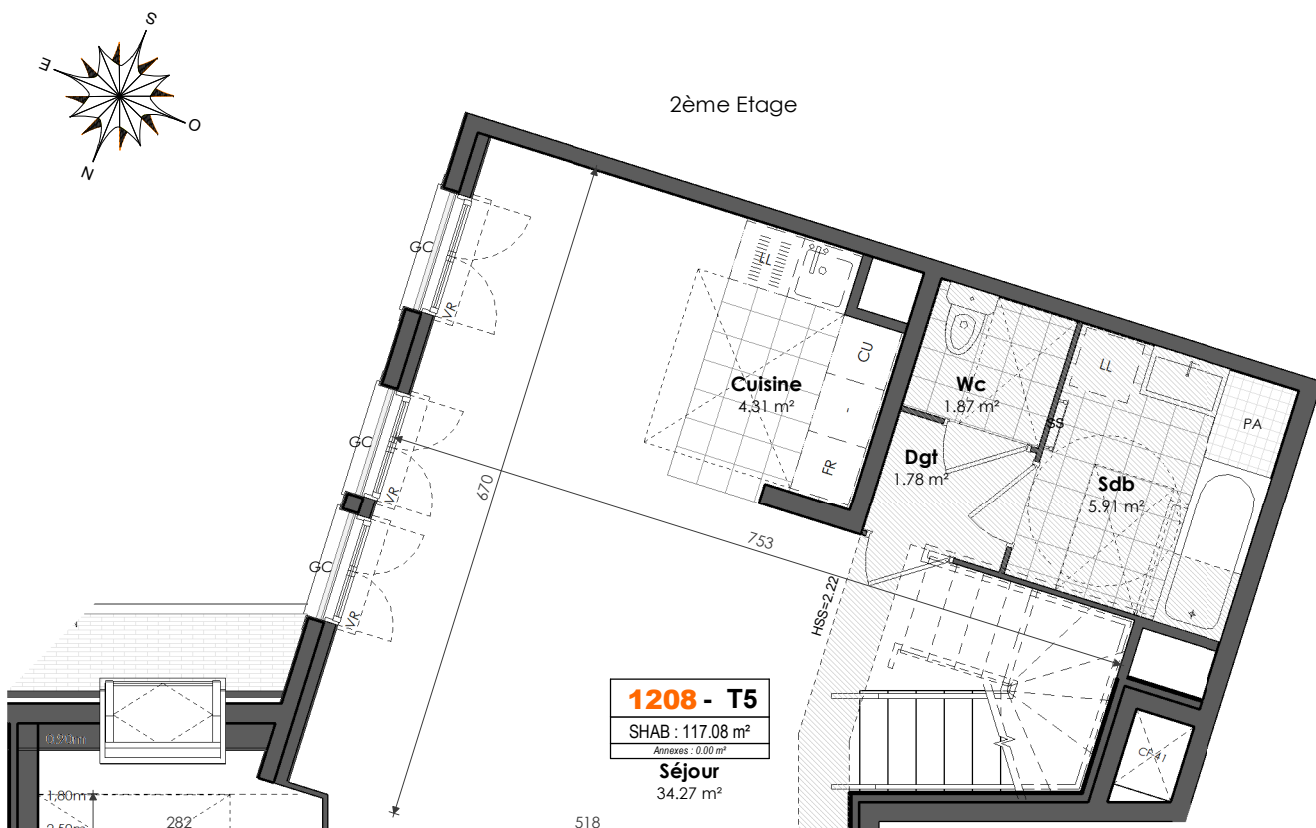 S
E
O
N
2ème Etage
GC
VR
LL
CU
Cuisine
4.31 m²
FR
Wc
1.87 m²
LL
SS
PA
Dgt
1.78 m²
Sdb
5.91 m²
GC
VR
670
753
GC
VR
HSS=2.22
1208 - T5
SHAB : 117.08 m²
Annexes : 0.00 m²
Séjour
34.27 m²
1,80m
2,50m
282
518